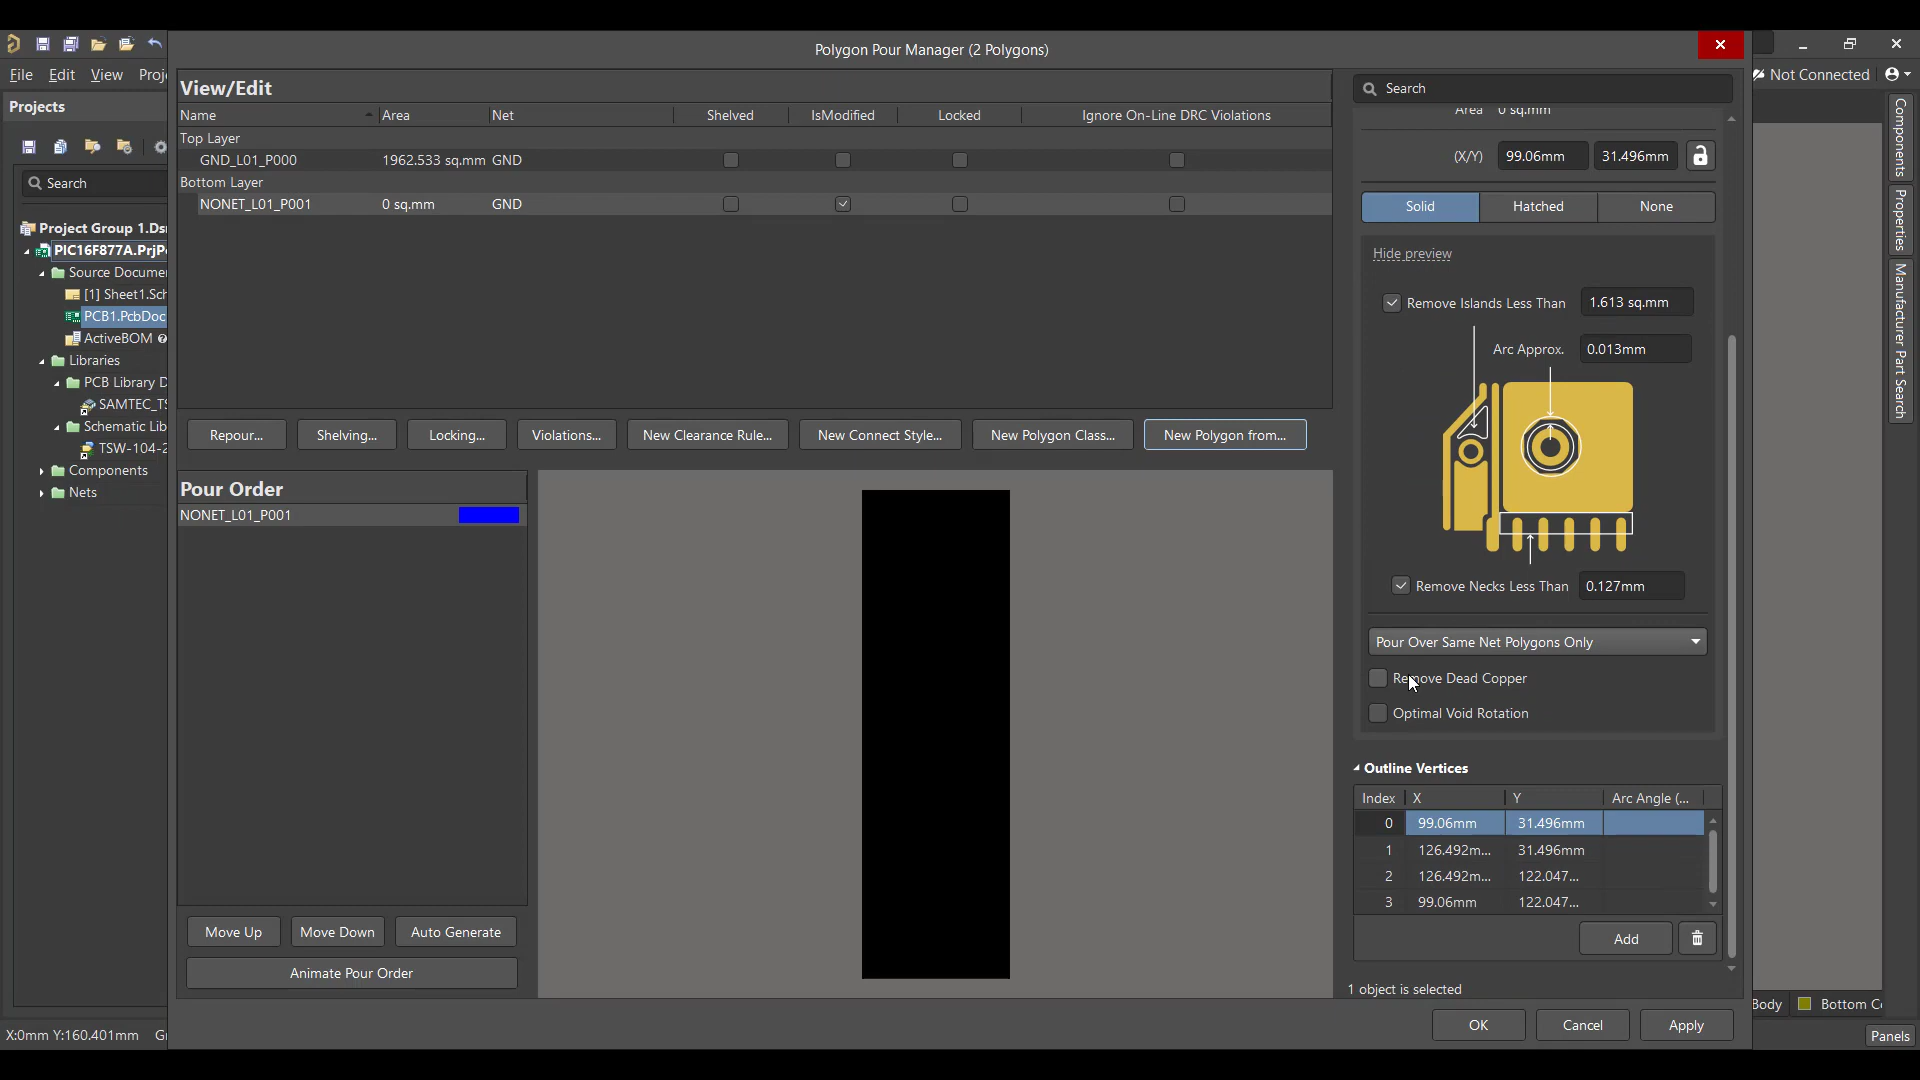 Polygon Pour Manager (2 Polygons)
File Edit View Proj
Not Connected
Projects
Search
Project Group 1.Ds
PIC16F877A.PrjP
Source Documer
[1] Sheet1.Sch
PCB1.PcbDoc
ActiveBOM
Libraries
PCB Library D
SAMTEC_TS
Schematic Lib
TSW-104-2
Components
Nets
X:0mm Y:160.401mm
View/Edit
Name Area Net Shelved IsModified Locked Ignore On-Line DRC Violations
Top Layer
GND_L01_P000 1962.533 sq.mm GND
Bottom Layer
NONET_L01_P001 0 sq.mm GND
Repour... Shelving... Locking... Violations... New Clearance Rule... New Connect Style... New Polygon Class... New Polygon from...
Pour Order
NONET_L01_P001
Move Up Move Down Auto Generate
Animate Pour Order
Search
Area 0 sq.mm
(X/Y) 99.06mm 31.496mm
Solid Hatched None
Hide preview
Remove Islands Less Than 1.613 sq.mm
Arc Approx. 0.013mm
Remove Necks Less Than 0.127mm
Pour Over Same Net Polygons Only
Remove Dead Copper
Optimal Void Rotation
Outline Vertices
Index X Y Arc Angle (...
0 99.06mm 31.496mm
1 126.492m... 31.496mm
2 126.492m... 122.047...
3 99.06mm 122.047...
Add
1 object is selected
OK Cancel Apply
Components
Properties
Manufacturer Part Search
Body Bottom C
Panels